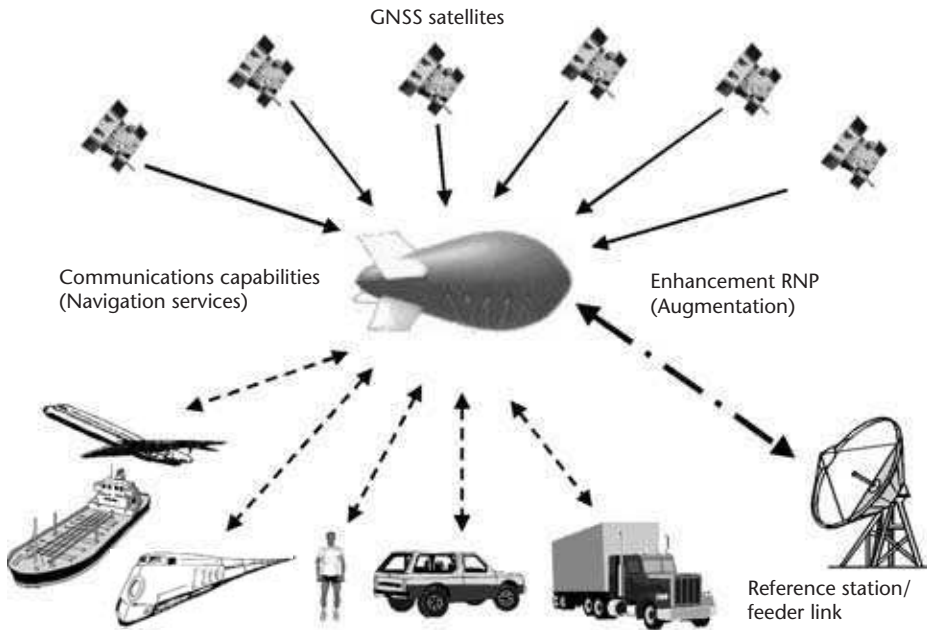 GNSS satellites
Communications capabilities
(Navigation services)
Enhancement RNP
(Augmentation)
Reference station/
feeder link